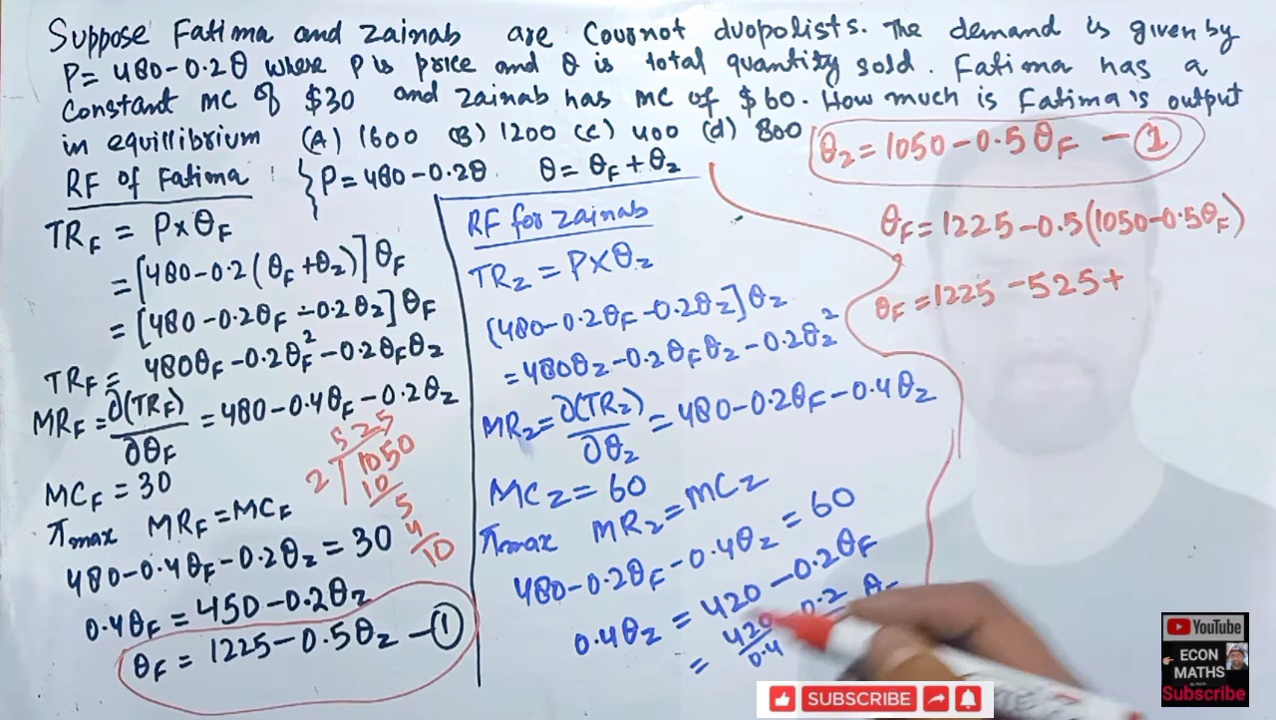 Suppose Fatima and Zainab are Cournot duopolists. The demand is given by
P= 480-0.2θ where P is price and θ is total quantity sold. Fatima has a
Constant MC of $30 and Zainab has MC of $60. How much is Fatima's output
in equillibrium (A) 1600 (B) 1200 (c) 400 (d) 800
θz = 1050-0.5θF - ①
RF of Fatima : { P=480-0.2θ θ= θF + θz
TRF = P×θF
= [480-0.2(θF+θz)]θF
= [480-0.2θF-0.2θz]θF
TRF = 480θF-0.2θF²-0.2θFθz
MRF = ∂(TRF)/∂θF = 480-0.4θF-0.2θz
MCF = 30
πmax MRF = MCF
480-0.4θF-0.2θz = 30
0.4θF = 450-0.2θz
θF = 1225-0.5θz - ①
525
2 1050
10
5
4
10
RF for Zainab
TRz = P×θz
(480-0.2θF-0.2θz]θz
= 480θz-0.2θFθz-0.2θz²
MRz = ∂(TRz)/∂θz = 480-0.2θF-0.4θz
MCz = 60
πmax MRz = MCz
480-0.2θF-0.4θz = 60
0.4θz = 420-0.2θF
= 420/0.4 0.2
θF = 1225-0.5(1050-0.5θF)
θF = 1225-525+
YouTube
ECON
MATHS
Subscribe
SUBSCRIBE